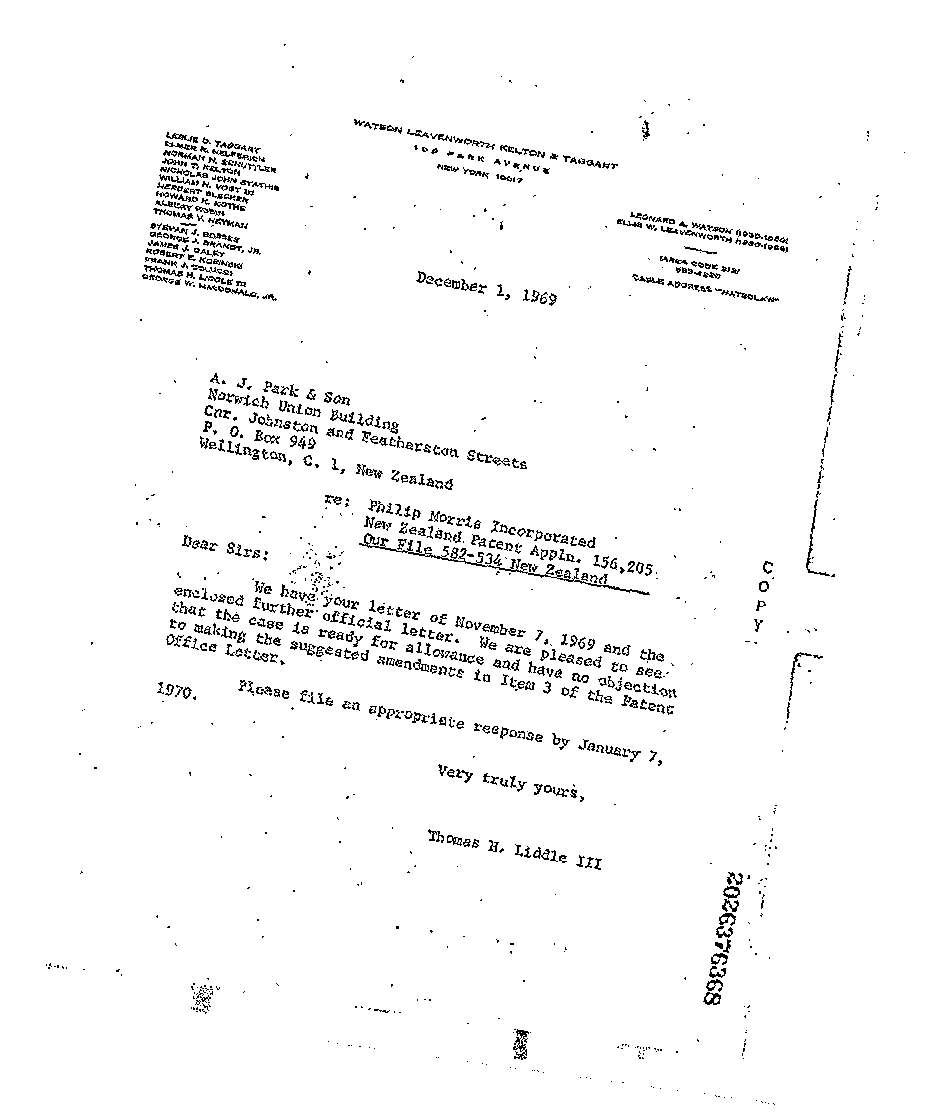 WATSON LEAVENWORTH KELTON & TAGGART
100 PARK AVENUE
NEW YORK 10017
LESLIE D. TAGGART
ELMER R. HELFERICH
NORMAN N. SCHUTTLER
JOHN T. KELTON
NICHOLAS JOHN STATHIS
WILLIAM H. VOGT III
HERBERT BLECKER
HOWARD K. KOTHE
ALBERT ROBIN
THOMAS V. HEYMAN
STEVAN J. BOSSES
GEORGE J. BRANDT, JR.
JAMES J. DALEY
ROBERT E. KOSINSKI
FRANK J. COLUCCI
THOMAS H. LIDDLE III
GEORGE W. MACDONALD, JR.
LEONARD A. WATSON
ELLIS W. LEAVENWORTH
AREA CODE 212
CABLE ADDRESS
December 1, 1969
A. J. Park & Son
Norwich Union Building
Cnr. Johnston and Featherston Streets
P. O. Box 949
Wellington, C. 1, New Zealand
re: Philip Morris Incorporated
New Zealand Patent Appln. 156,205
Our File 582-534 New Zealand
Dear Sirs:
We have your letter of November 7, 1969 and the
enclosed further official letter. We are pleased to see
that the case is ready for allowance and have no objection
to making the suggested amendments in Item 3 of the Patent
Office Letter.
Please file an appropriate response by January 7,
1970.
Very truly yours,
Thomas H. Liddle III
COPY
2026376368